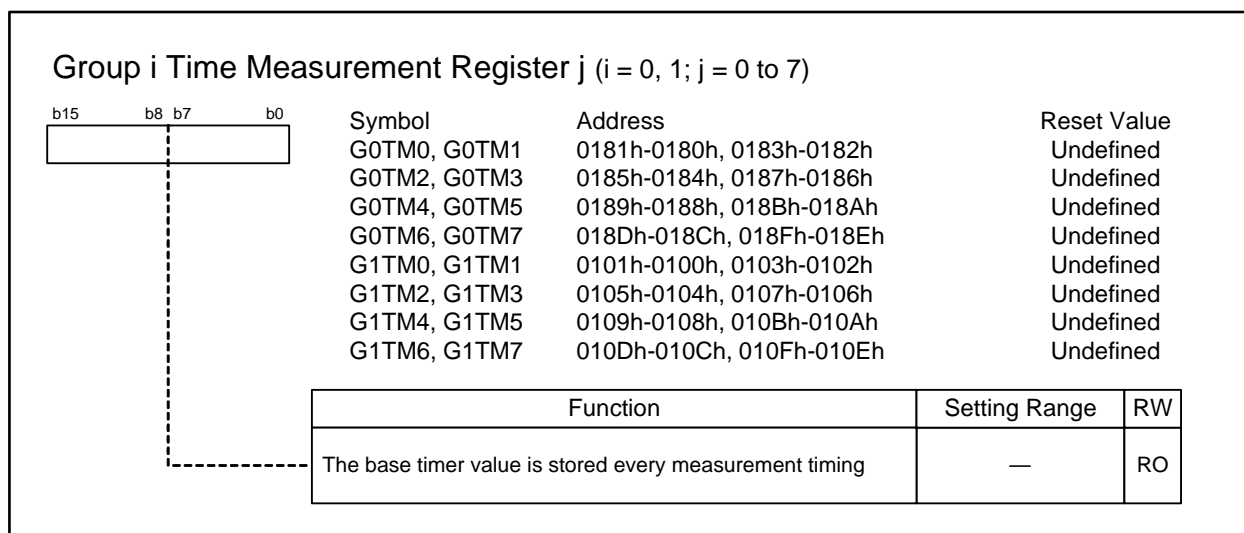 Group i Time Measurement Register j (i = 0, 1; j = 0 to 7)
b15 b8 b7 b0
Symbol Address Reset Value
G0TM0, G0TM1 0181h-0180h, 0183h-0182h Undefined
G0TM2, G0TM3 0185h-0184h, 0187h-0186h Undefined
G0TM4, G0TM5 0189h-0188h, 018Bh-018Ah Undefined
G0TM6, G0TM7 018Dh-018Ch, 018Fh-018Eh Undefined
G1TM0, G1TM1 0101h-0100h, 0103h-0102h Undefined
G1TM2, G1TM3 0105h-0104h, 0107h-0106h Undefined
G1TM4, G1TM5 0109h-0108h, 010Bh-010Ah Undefined
G1TM6, G1TM7 010Dh-010Ch, 010Fh-010Eh Undefined
Function Setting Range RW
The base timer value is stored every measurement timing — RO